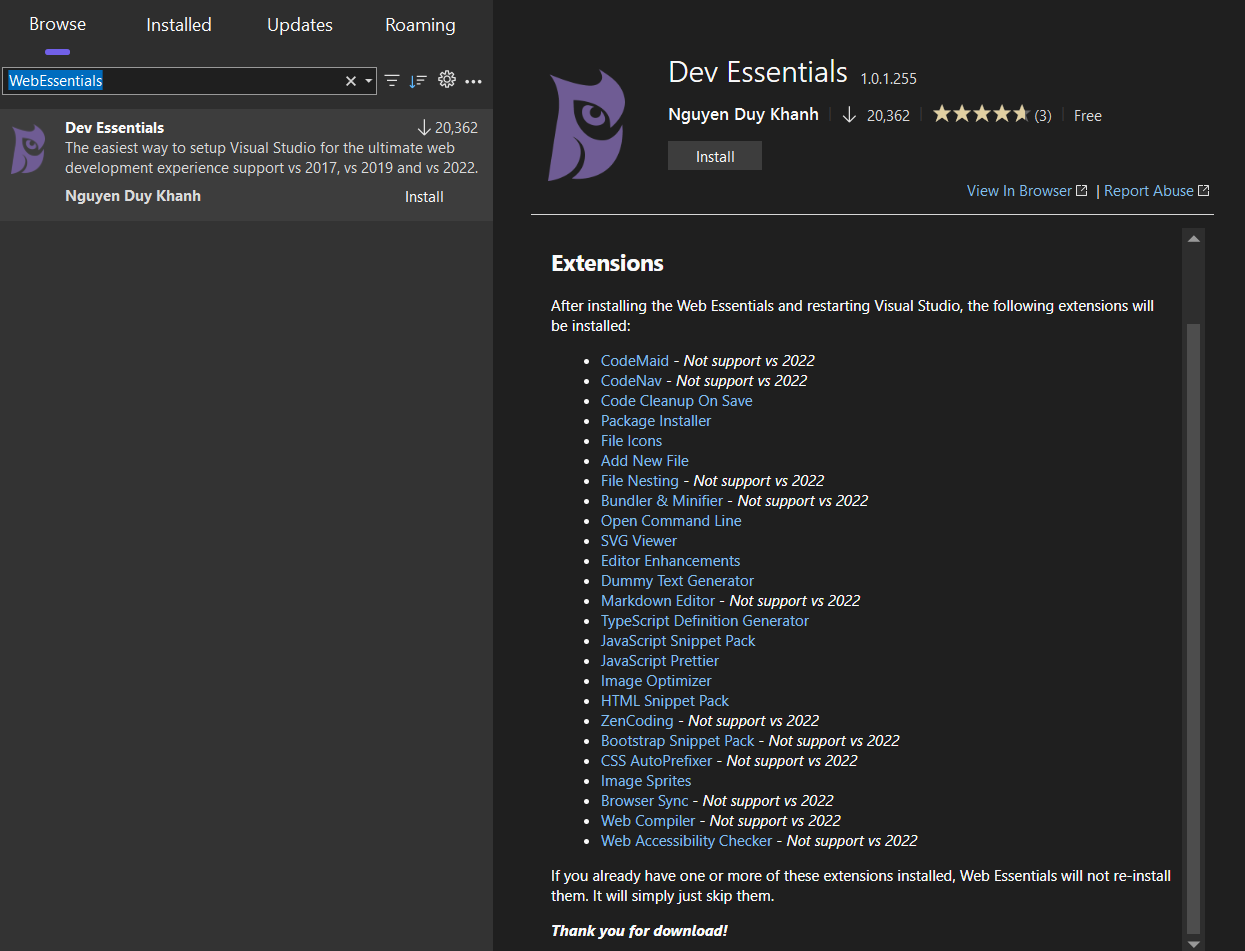 Browse Installed Updates Roaming
WebEssentials
Dev Essentials 20,362
The easiest way to setup Visual Studio for the ultimate web
development experience support vs 2017, vs 2019 and vs 2022.
Nguyen Duy Khanh Install
Dev Essentials 1.0.1.255
Nguyen Duy Khanh 20,362 (3) Free
Install
View In Browser | Report Abuse
Extensions
After installing the Web Essentials and restarting Visual Studio, the following extensions will
be installed:
• CodeMaid - Not support vs 2022
• CodeNav - Not support vs 2022
• Code Cleanup On Save
• Package Installer
• File Icons
• Add New File
• File Nesting - Not support vs 2022
• Bundler & Minifier - Not support vs 2022
• Open Command Line
• SVG Viewer
• Editor Enhancements
• Dummy Text Generator
• Markdown Editor - Not support vs 2022
• TypeScript Definition Generator
• JavaScript Snippet Pack
• JavaScript Prettier
• Image Optimizer
• HTML Snippet Pack
• ZenCoding - Not support vs 2022
• Bootstrap Snippet Pack - Not support vs 2022
• CSS AutoPrefixer - Not support vs 2022
• Image Sprites
• Browser Sync - Not support vs 2022
• Web Compiler - Not support vs 2022
• Web Accessibility Checker - Not support vs 2022
If you already have one or more of these extensions installed, Web Essentials will not re-install
them. It will simply just skip them.
Thank you for download!